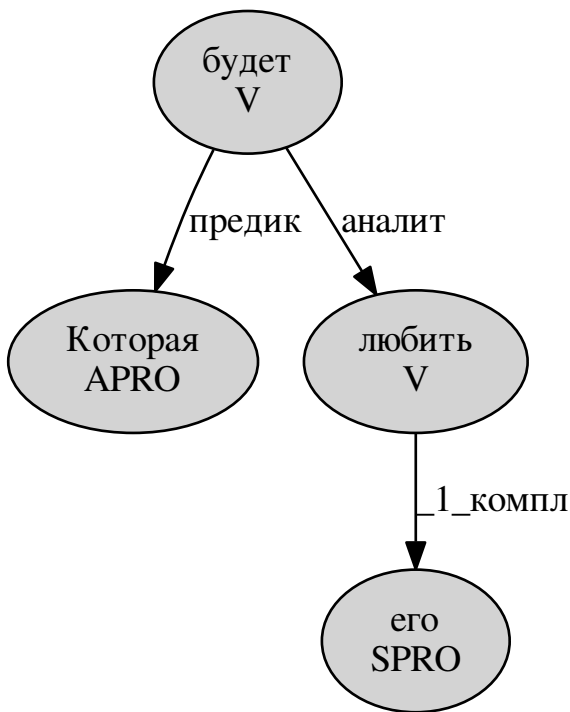 будет
V
предик
аналит
Которая
APRO
любить
V
_1_компл
его
SPRO